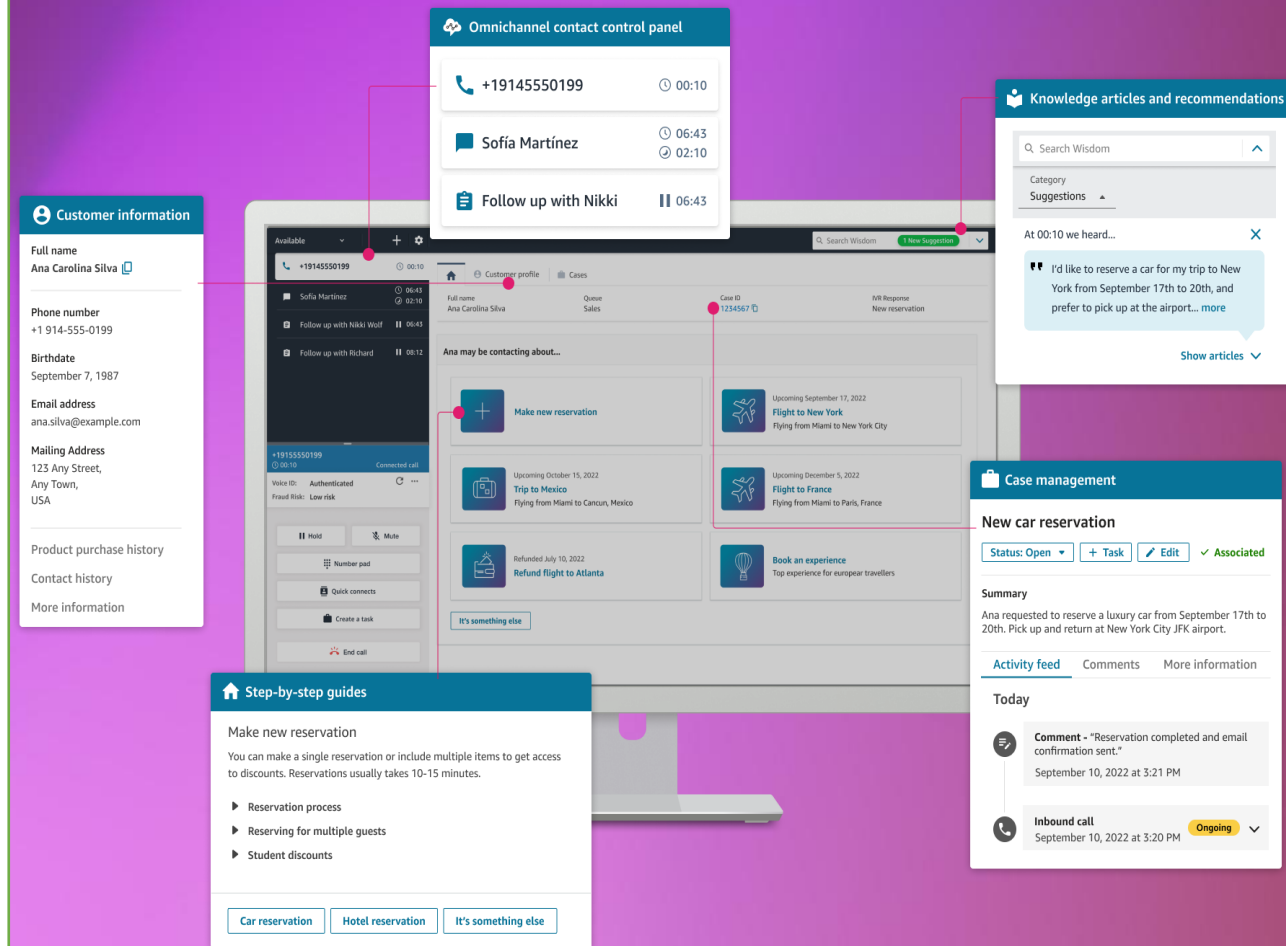 Omnichannel contact control panel
+19145550199
00:10
Sofía Martínez
06:43
02:10
Follow up with Nikki
06:43
Knowledge articles and recommendations
Search Wisdom
Category
Suggestions
At 00:10 we heard...
I'd like to reserve a car for my trip to New
York from September 17th to 20th, and
prefer to pick up at the airport... more
Show articles
Customer information
Full name
Ana Carolina Silva
Phone number
+1 914-555-0199
Birthdate
September 7, 1987
Email address
ana.silva@example.com
Mailing Address
123 Any Street,
Any Town,
USA
Product purchase history
Contact history
More information
Available
+19145550199
00:10
Sofía Martínez
06:43
02:10
Follow up with Nikki Wolf
06:43
Follow up with Richard
08:12
+19155550199
00:10
Connected call
Voice ID: Authenticated
Fraud Risk: Low risk
Hold
Mute
Number pad
Quick connects
Create a task
End call
Search Wisdom
1 New Suggestion
Customer profile
Cases
Full name
Queue
Case ID
IVR Response
Ana Carolina Silva
Sales
1234567
New reservation
Ana may be contacting about...
Make new reservation
Upcoming September 17, 2022
Flight to New York
Flying from Miami to New York City
Upcoming October 15, 2022
Trip to Mexico
Flying from Miami to Cancun, Mexico
Upcoming December 5, 2022
Flight to France
Flying from Miami to Paris, France
Refunded July 10, 2022
Refund flight to Atlanta
Book an experience
Top experience for europear travellers
It's something else
Case management
New car reservation
Status: Open
+ Task
Edit
Associated
Summary
Ana requested to reserve a luxury car from September 17th to
20th. Pick up and return at New York City JFK airport.
Activity feed
Comments
More information
Today
Comment - “Reservation completed and email
confirmation sent.”
September 10, 2022 at 3:21 PM
Inbound call
September 10, 2022 at 3:20 PM
Ongoing
Step-by-step guides
Make new reservation
You can make a single reservation or include multiple items to get access
to discounts. Reservations usually takes 10-15 minutes.
Reservation process
Reserving for multiple guests
Student discounts
Car reservation
Hotel reservation
It's something else